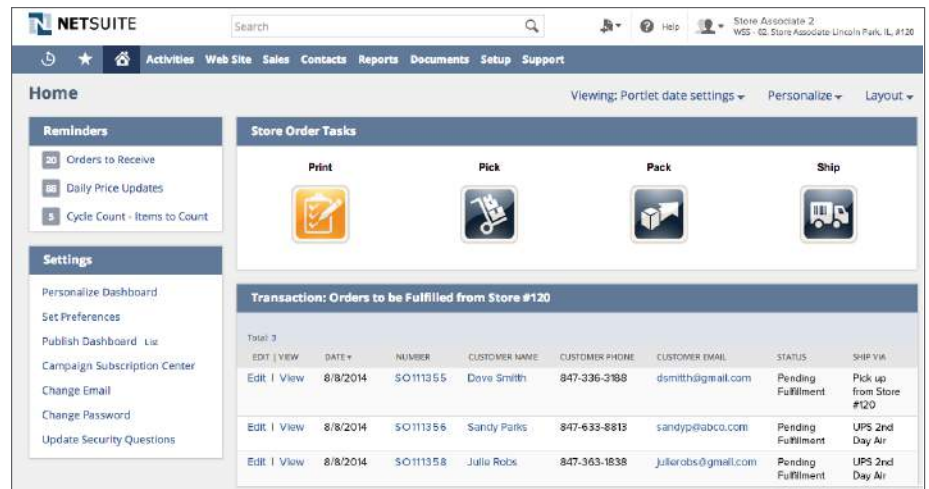 NETSUITE
Search
Help
Store Associate 2
WSS - 62. Store Associate-Lincoln Park, IL, #120
Activities Web Site Sales Contacts Reports Documents Setup Support
Home
Viewing: Portlet date settings Personalize Layout
Reminders
20 Orders to Receive
88 Daily Price Updates
5 Cycle Count - Items to Count
Settings
Personalize Dashboard
Set Preferences
Publish Dashboard List
Campaign Subscription Center
Change Email
Change Password
Update Security Questions
Store Order Tasks
Print Pick Pack Ship
Transaction: Orders to be Fulfilled from Store #120
Total: 3
EDIT | VIEW DATE NUMBER CUSTOMER NAME CUSTOMER PHONE CUSTOMER EMAIL STATUS SHIP VIA
Edit | View 8/8/2014 SO111355 Dave Smitth 847-336-3188 dsmitth@gmail.com Pending Pick up
Fulfillment from Store
#120
Edit | View 8/8/2014 SO111356 Sandy Parks 847-633-8813 sandyp@abco.com Pending UPS 2nd
Fulfillment Day Air
Edit | View 8/8/2014 SO111358 Julie Robs 847-363-1838 julierobs@gmail.com Pending UPS 2nd
Fulfillment Day Air